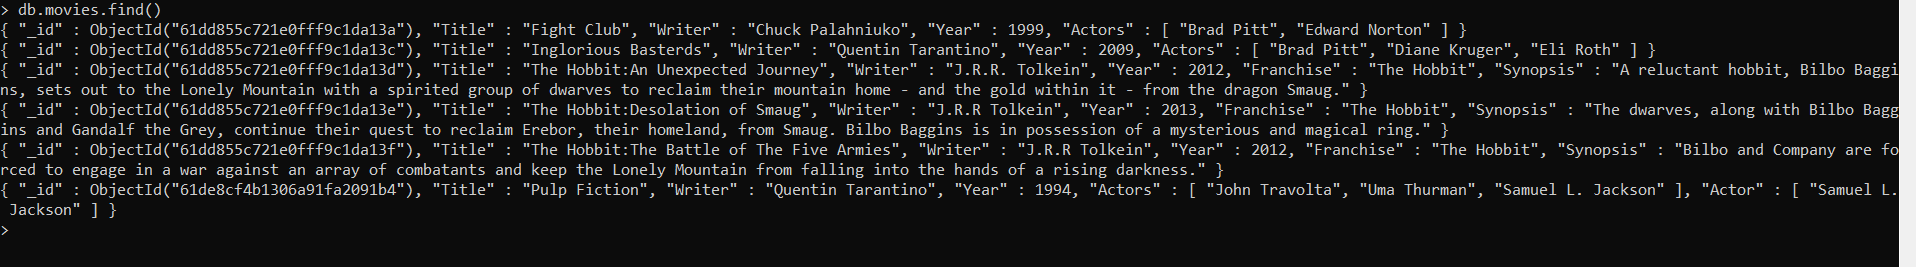 > db.movies.find()
{ "_id" : ObjectId("61dd855c721e0fff9c1da13a"), "Title" : "Fight Club", "Writer" : "Chuck Palahniuko", "Year" : 1999, "Actors" : [ "Brad Pitt", "Edward Norton" ] }
{ "_id" : ObjectId("61dd855c721e0fff9c1da13c"), "Title" : "Inglorious Basterds", "Writer" : "Quentin Tarantino", "Year" : 2009, "Actors" : [ "Brad Pitt", "Diane Kruger", "Eli Roth" ] }
{ "_id" : ObjectId("61dd855c721e0fff9c1da13d"), "Title" : "The Hobbit:An Unexpected Journey", "Writer" : "J.R.R. Tolkein", "Year" : 2012, "Franchise" : "The Hobbit", "Synopsis" : "A reluctant hobbit, Bilbo Baggi
ns, sets out to the Lonely Mountain with a spirited group of dwarves to reclaim their mountain home - and the gold within it - from the dragon Smaug." }
{ "_id" : ObjectId("61dd855c721e0fff9c1da13e"), "Title" : "The Hobbit:Desolation of Smaug", "Writer" : "J.R.R Tolkein", "Year" : 2013, "Franchise" : "The Hobbit", "Synopsis" : "The dwarves, along with Bilbo Bagg
ins and Gandalf the Grey, continue their quest to reclaim Erebor, their homeland, from Smaug. Bilbo Baggins is in possession of a mysterious and magical ring." }
{ "_id" : ObjectId("61dd855c721e0fff9c1da13f"), "Title" : "The Hobbit:The Battle of The Five Armies", "Writer" : "J.R.R Tolkein", "Year" : 2012, "Franchise" : "The Hobbit", "Synopsis" : "Bilbo and Company are fo
rced to engage in a war against an array of combatants and keep the Lonely Mountain from falling into the hands of a rising darkness." }
{ "_id" : ObjectId("61de8cf4b1306a91fa2091b4"), "Title" : "Pulp Fiction", "Writer" : "Quentin Tarantino", "Year" : 1994, "Actors" : [ "John Travolta", "Uma Thurman", "Samuel L. Jackson" ], "Actor" : [ "Samuel L.
 Jackson" ] }
>